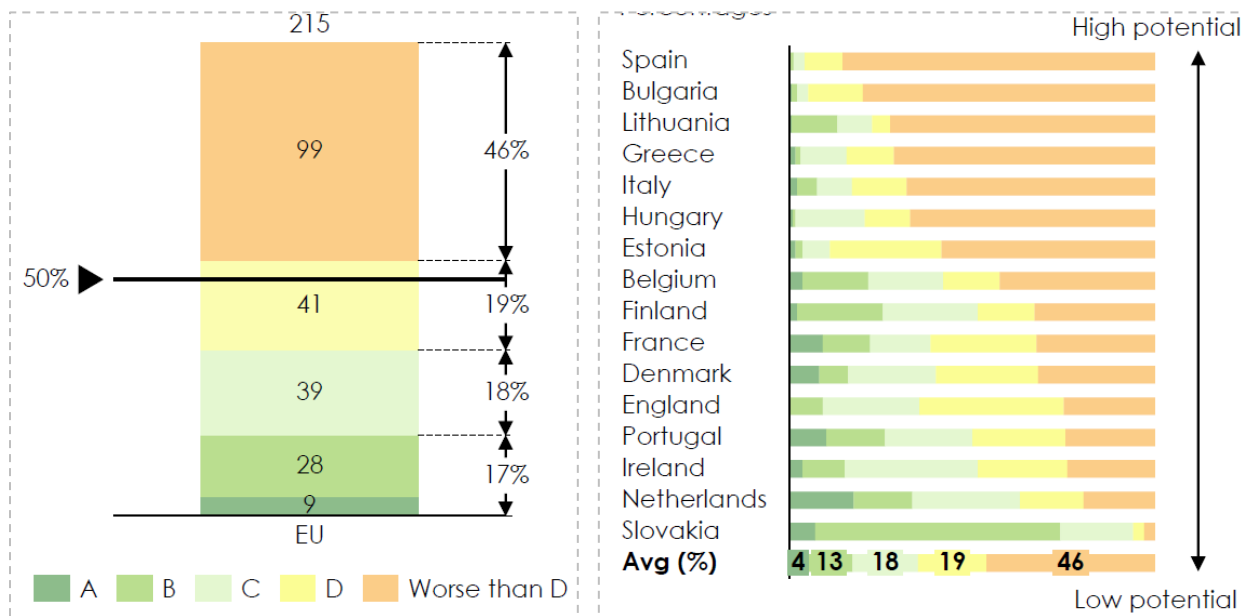 215
99
46%
50%
41
19%
39
18%
28
17%
9
EU
A B C D Worse than D
High potential
Spain
Bulgaria
Lithuania
Greece
Italy
Hungary
Estonia
Belgium
Finland
France
Denmark
England
Portugal
Ireland
Netherlands
Slovakia
Avg (%) 4 13 18 19 46
Low potential